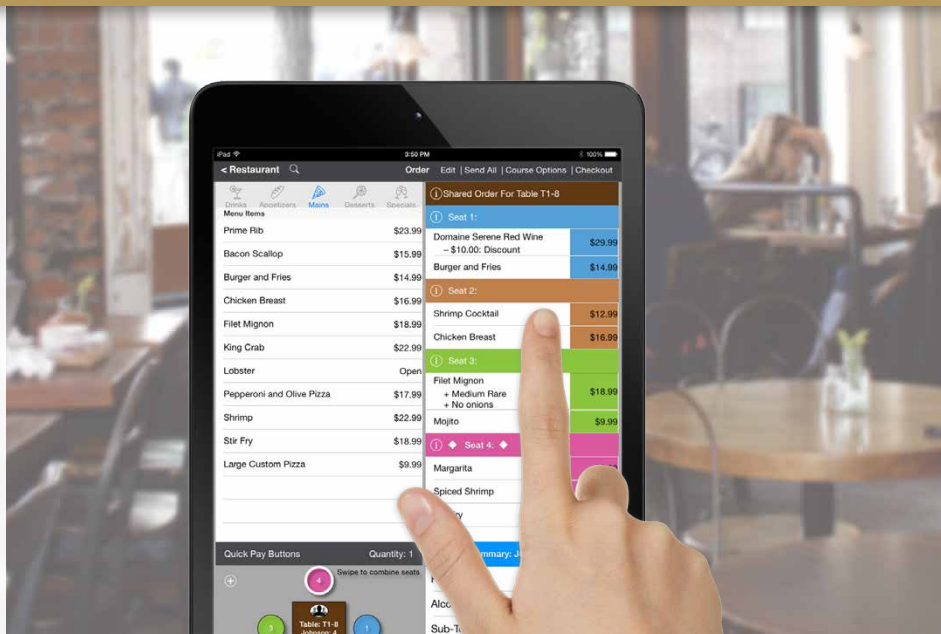 iPad
3:50 PM
100%
< Restaurant
Order
Edit | Send All | Course Options | Checkout
Drinks
Appetizers
Mains
Desserts
Specials
Menu Items
Prime Rib $23.99
Bacon Scallop $15.99
Burger and Fries $14.99
Chicken Breast $16.99
Filet Mignon $18.99
King Crab $22.99
Lobster Open
Pepperoni and Olive Pizza $17.99
Shrimp $22.99
Stir Fry $18.99
Large Custom Pizza $9.99
Quick Pay Buttons Quantity: 1
Swipe to combine seats
4
Table: T1-8
Johnson: 4
3
1
Shared Order For Table T1-8
Seat 1:
Domaine Serene Red Wine $29.99
– $10.00: Discount
Burger and Fries $14.99
Seat 2:
Shrimp Cocktail $12.99
Chicken Breast $16.99
Seat 3:
Filet Mignon $18.99
+ Medium Rare
+ No onions
Mojito $9.99
Seat 4:
Margarita
Spiced Shrimp